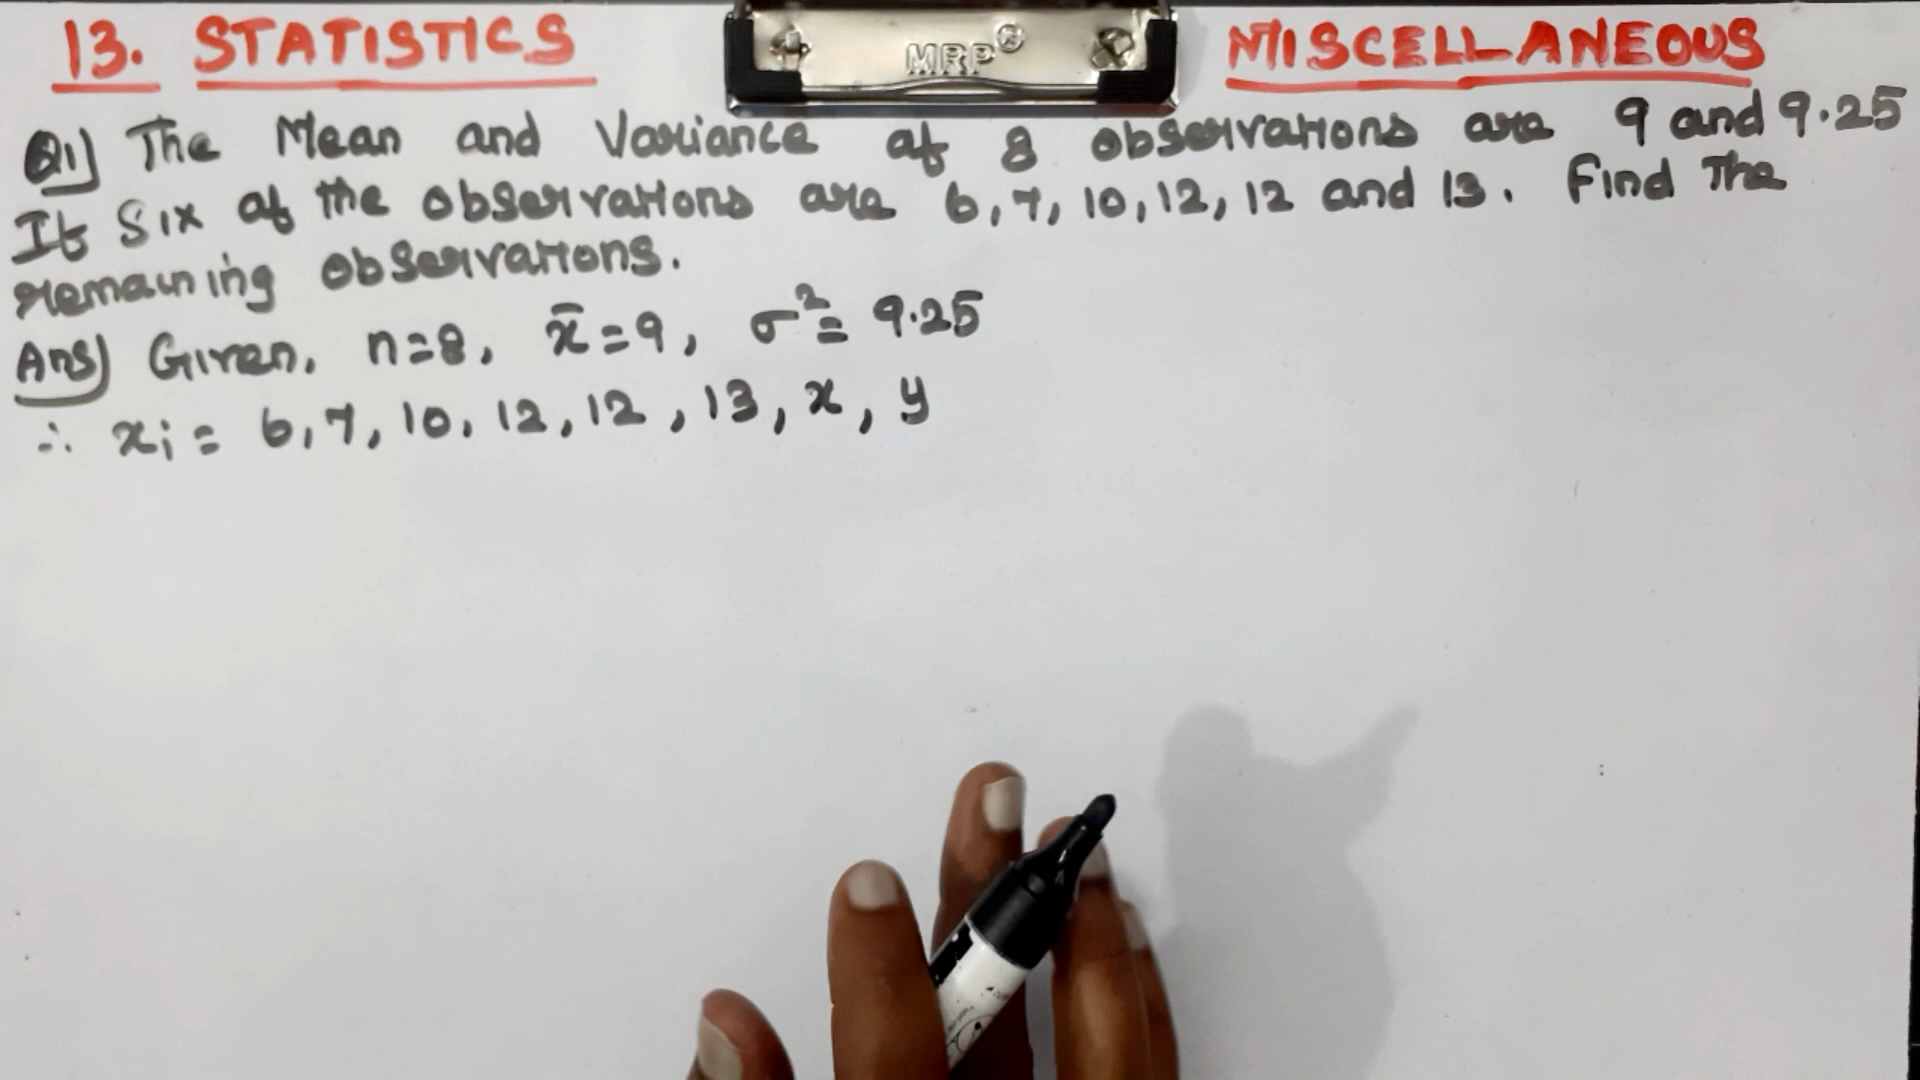 13. STATISTICS
MRP®
MISCELLANEOUS
Q1) The Mean and Variance of 8 observations are 9 and 9.25
If Six of the observations are 6, 7, 10, 12, 12 and 13. Find The
remaining observations.
Ans) Given, n=8, x̄=9, σ²= 9.25
∴ xi = 6, 7, 10, 12, 12, 13, x, y